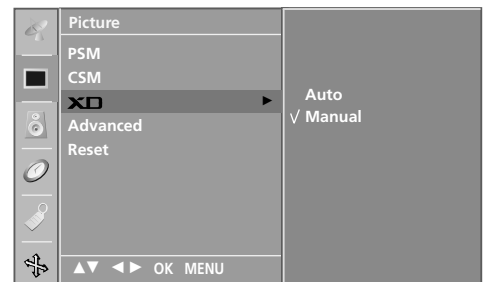 Picture
PSM
CSM
XD ►
Advanced
Reset
Auto
√ Manual
▲▼ ◄► OK MENU